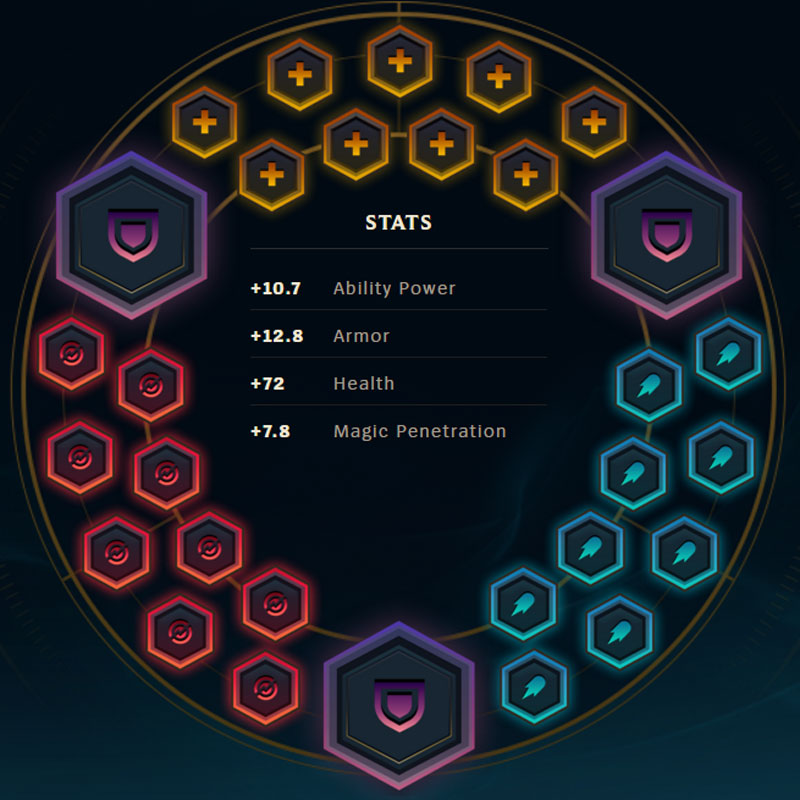 STATS
+10.7 Ability Power
+12.8 Armor
+72 Health
+7.8 Magic Penetration